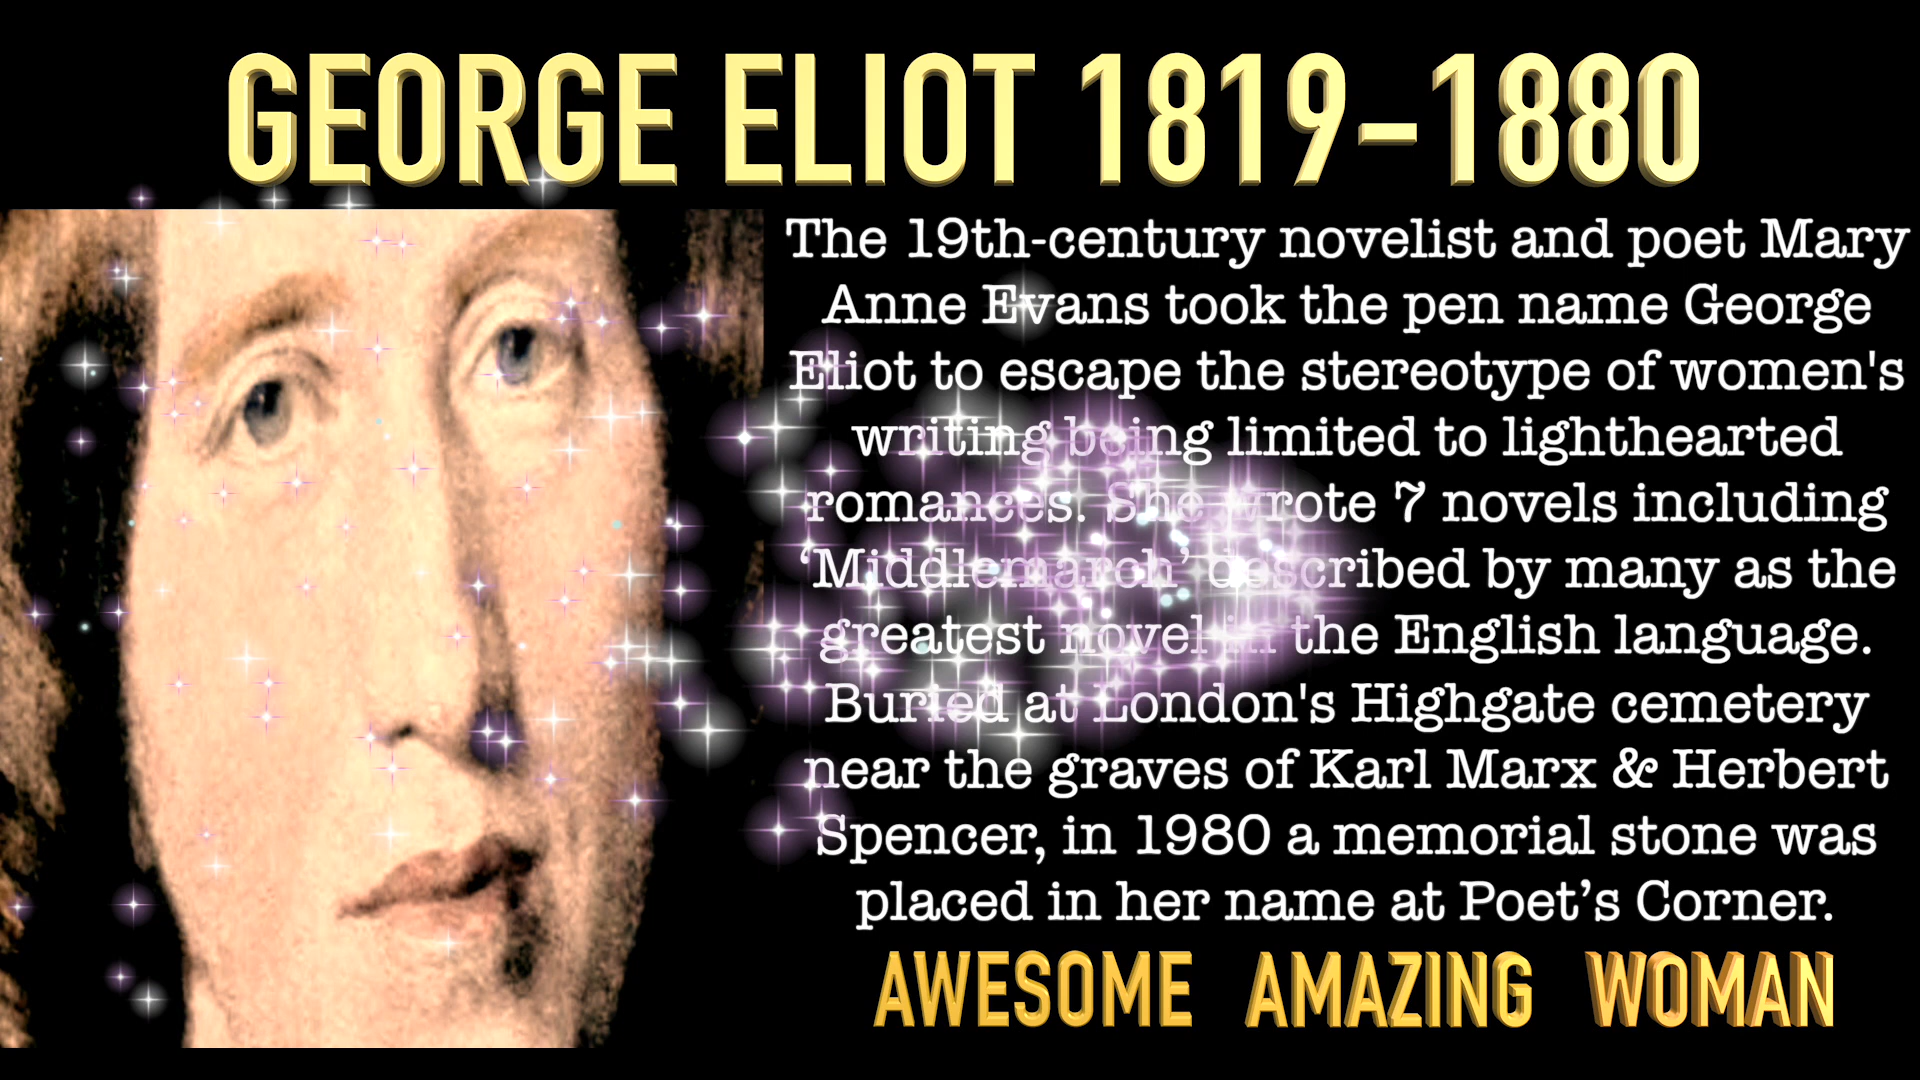 GEORGE ELIOT 1819-1880
The 19th-century novelist and poet Mary
Anne Evans took the pen name George
Eliot to escape the stereotype of women's
writing being limited to lighthearted
romances. She wrote 7 novels including
‘Middlemarch’ described by many as the
greatest novel in the English language.
Buried at London's Highgate cemetery
near the graves of Karl Marx & Herbert
Spencer, in 1980 a memorial stone was
placed in her name at Poet’s Corner.
AWESOME AMAZING WOMAN